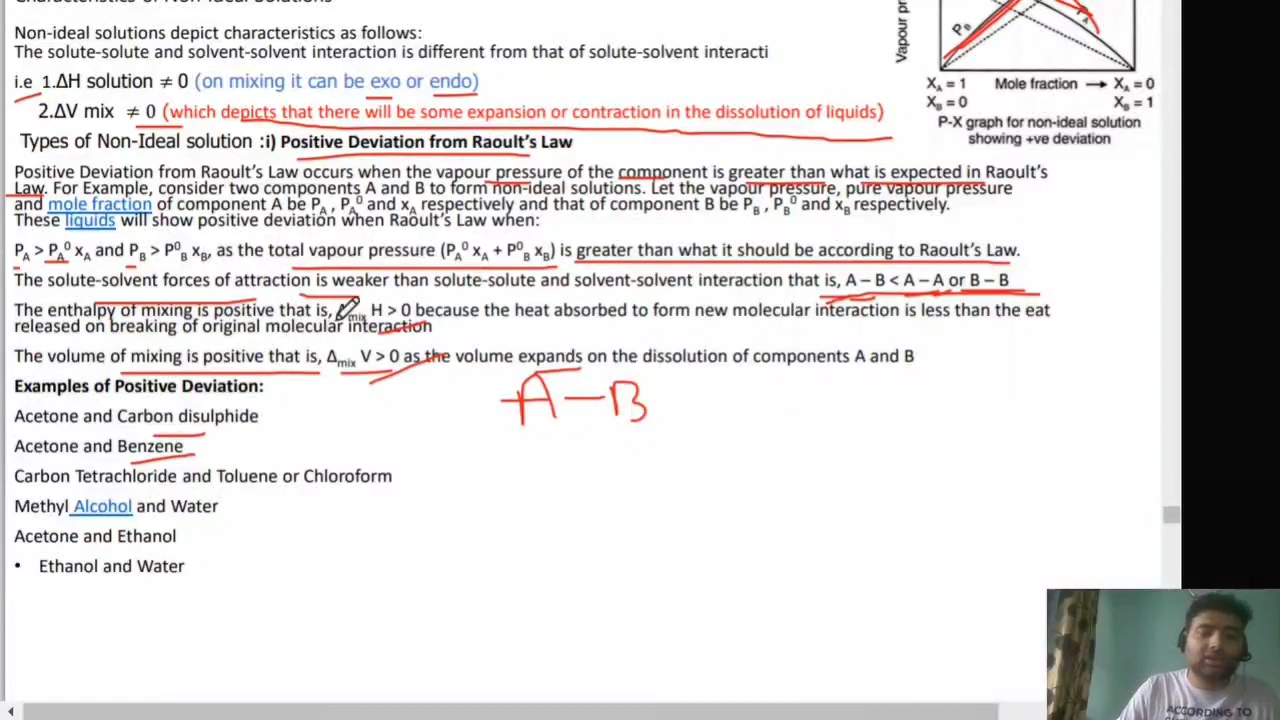 Characteristics of Non-Ideal Solutions
Non-ideal solutions depict characteristics as follows:
The solute-solute and solvent-solvent interaction is different from that of solute-solvent interacti
i.e 1.ΔH solution ≠ 0 (on mixing it can be exo or endo)
2.ΔV mix ≠ 0 (which depicts that there will be some expansion or contraction in the dissolution of liquids)
Types of Non-Ideal solution :i) Positive Deviation from Raoult's Law
Positive Deviation from Raoult's Law occurs when the vapour pressure of the component is greater than what is expected in Raoult's
Law. For Example, consider two components A and B to form non-ideal solutions. Let the vapour pressure, pure vapour pressure
and mole fraction of component A be PA , PA0 and xA respectively and that of component B be PB , PB0 and xB respectively.
These liquids will show positive deviation when Raoult's Law when:
PA > PA0 xA and PB > P0B xB, as the total vapour pressure (PA0 xA + P0B xB) is greater than what it should be according to Raoult's Law.
The solute-solvent forces of attraction is weaker than solute-solute and solvent-solvent interaction that is, A – B < A – A or B – B
The enthalpy of mixing is positive that is, Δmix H > 0 because the heat absorbed to form new molecular interaction is less than the eat
released on breaking of original molecular interaction
The volume of mixing is positive that is, Δmix V > 0 as the volume expands on the dissolution of components A and B
Examples of Positive Deviation:
A – B
Acetone and Carbon disulphide
Acetone and Benzene
Carbon Tetrachloride and Toluene or Chloroform
Methyl Alcohol and Water
Acetone and Ethanol
• Ethanol and Water
Vapour pr
PB
PA
XA = 1 Mole fraction → XA = 0
XB = 0 XB = 1
P-X graph for non-ideal solution
showing +ve deviation
ACCORDING TO